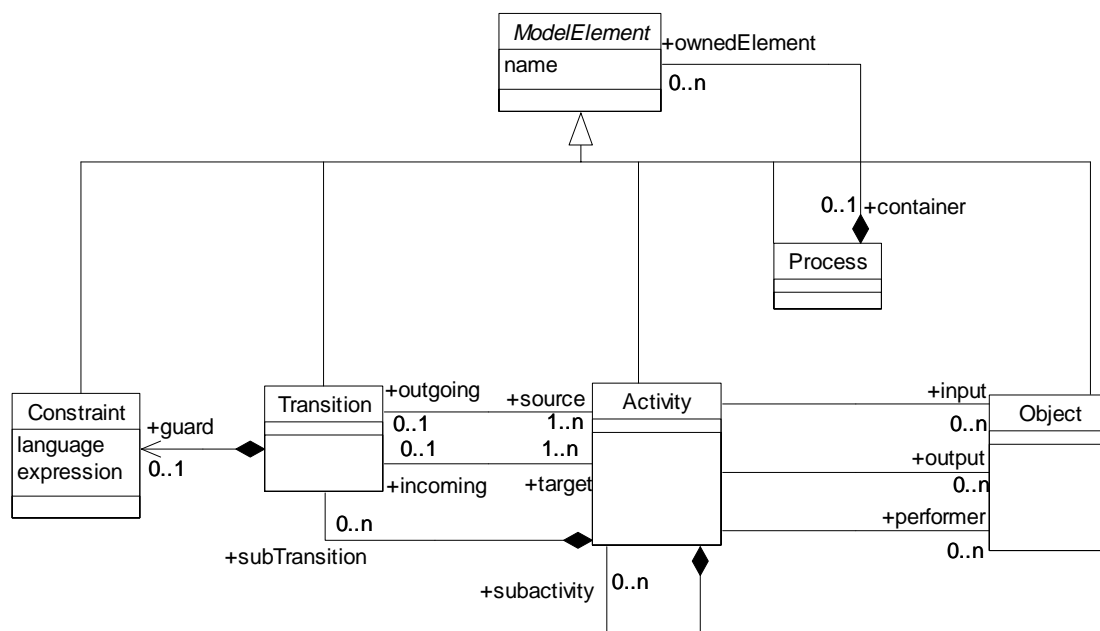 ModelElement
+ownedElement
name
0..n
0..1
+container
Process
+outgoing
+source
+input
Constraint
Transition
Activity
Object
language
expression
+guard
0..1
0..1
1..n
0..n
0..1
1..n
+output
+incoming
+target
0..n
+performer
0..n
0..n
+subTransition
+subactivity
0..n